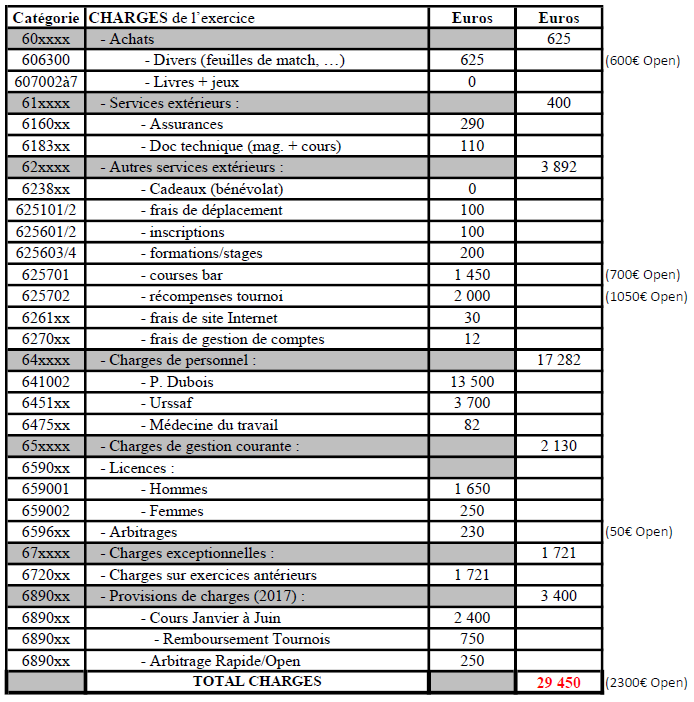 Catégorie CHARGES de l'exercice Euros Euros
60xxxx - Achats 625
606300 - Divers (feuilles de match, …) 625 (600€ Open)
607002à7 - Livres + jeux 0
61xxxx - Services extérieurs : 400
6160xx - Assurances 290
6183xx - Doc technique (mag. + cours) 110
62xxxx - Autres services extérieurs : 3 892
6238xx - Cadeaux (bénévolat) 0
625101/2 - frais de déplacement 100
625601/2 - inscriptions 100
625603/4 - formations/stages 200
625701 - courses bar 1 450 (700€ Open)
625702 - récompenses tournoi 2 000 (1050€ Open)
6261xx - frais de site Internet 30
6270xx - frais de gestion de comptes 12
64xxxx - Charges de personnel : 17 282
641002 - P. Dubois 13 500
6451xx - Urssaf 3 700
6475xx - Médecine du travail 82
65xxxx - Charges de gestion courante : 2 130
6590xx - Licences :
659001 - Hommes 1 650
659002 - Femmes 250
6596xx - Arbitrages 230 (50€ Open)
67xxxx - Charges exceptionnelles : 1 721
6720xx - Charges sur exercices antérieurs 1 721
6890xx - Provisions de charges (2017) : 3 400
6890xx - Cours Janvier à Juin 2 400
6890xx - Remboursement Tournois 750
6890xx - Arbitrage Rapide/Open 250
TOTAL CHARGES 29 450 (2300€ Open)